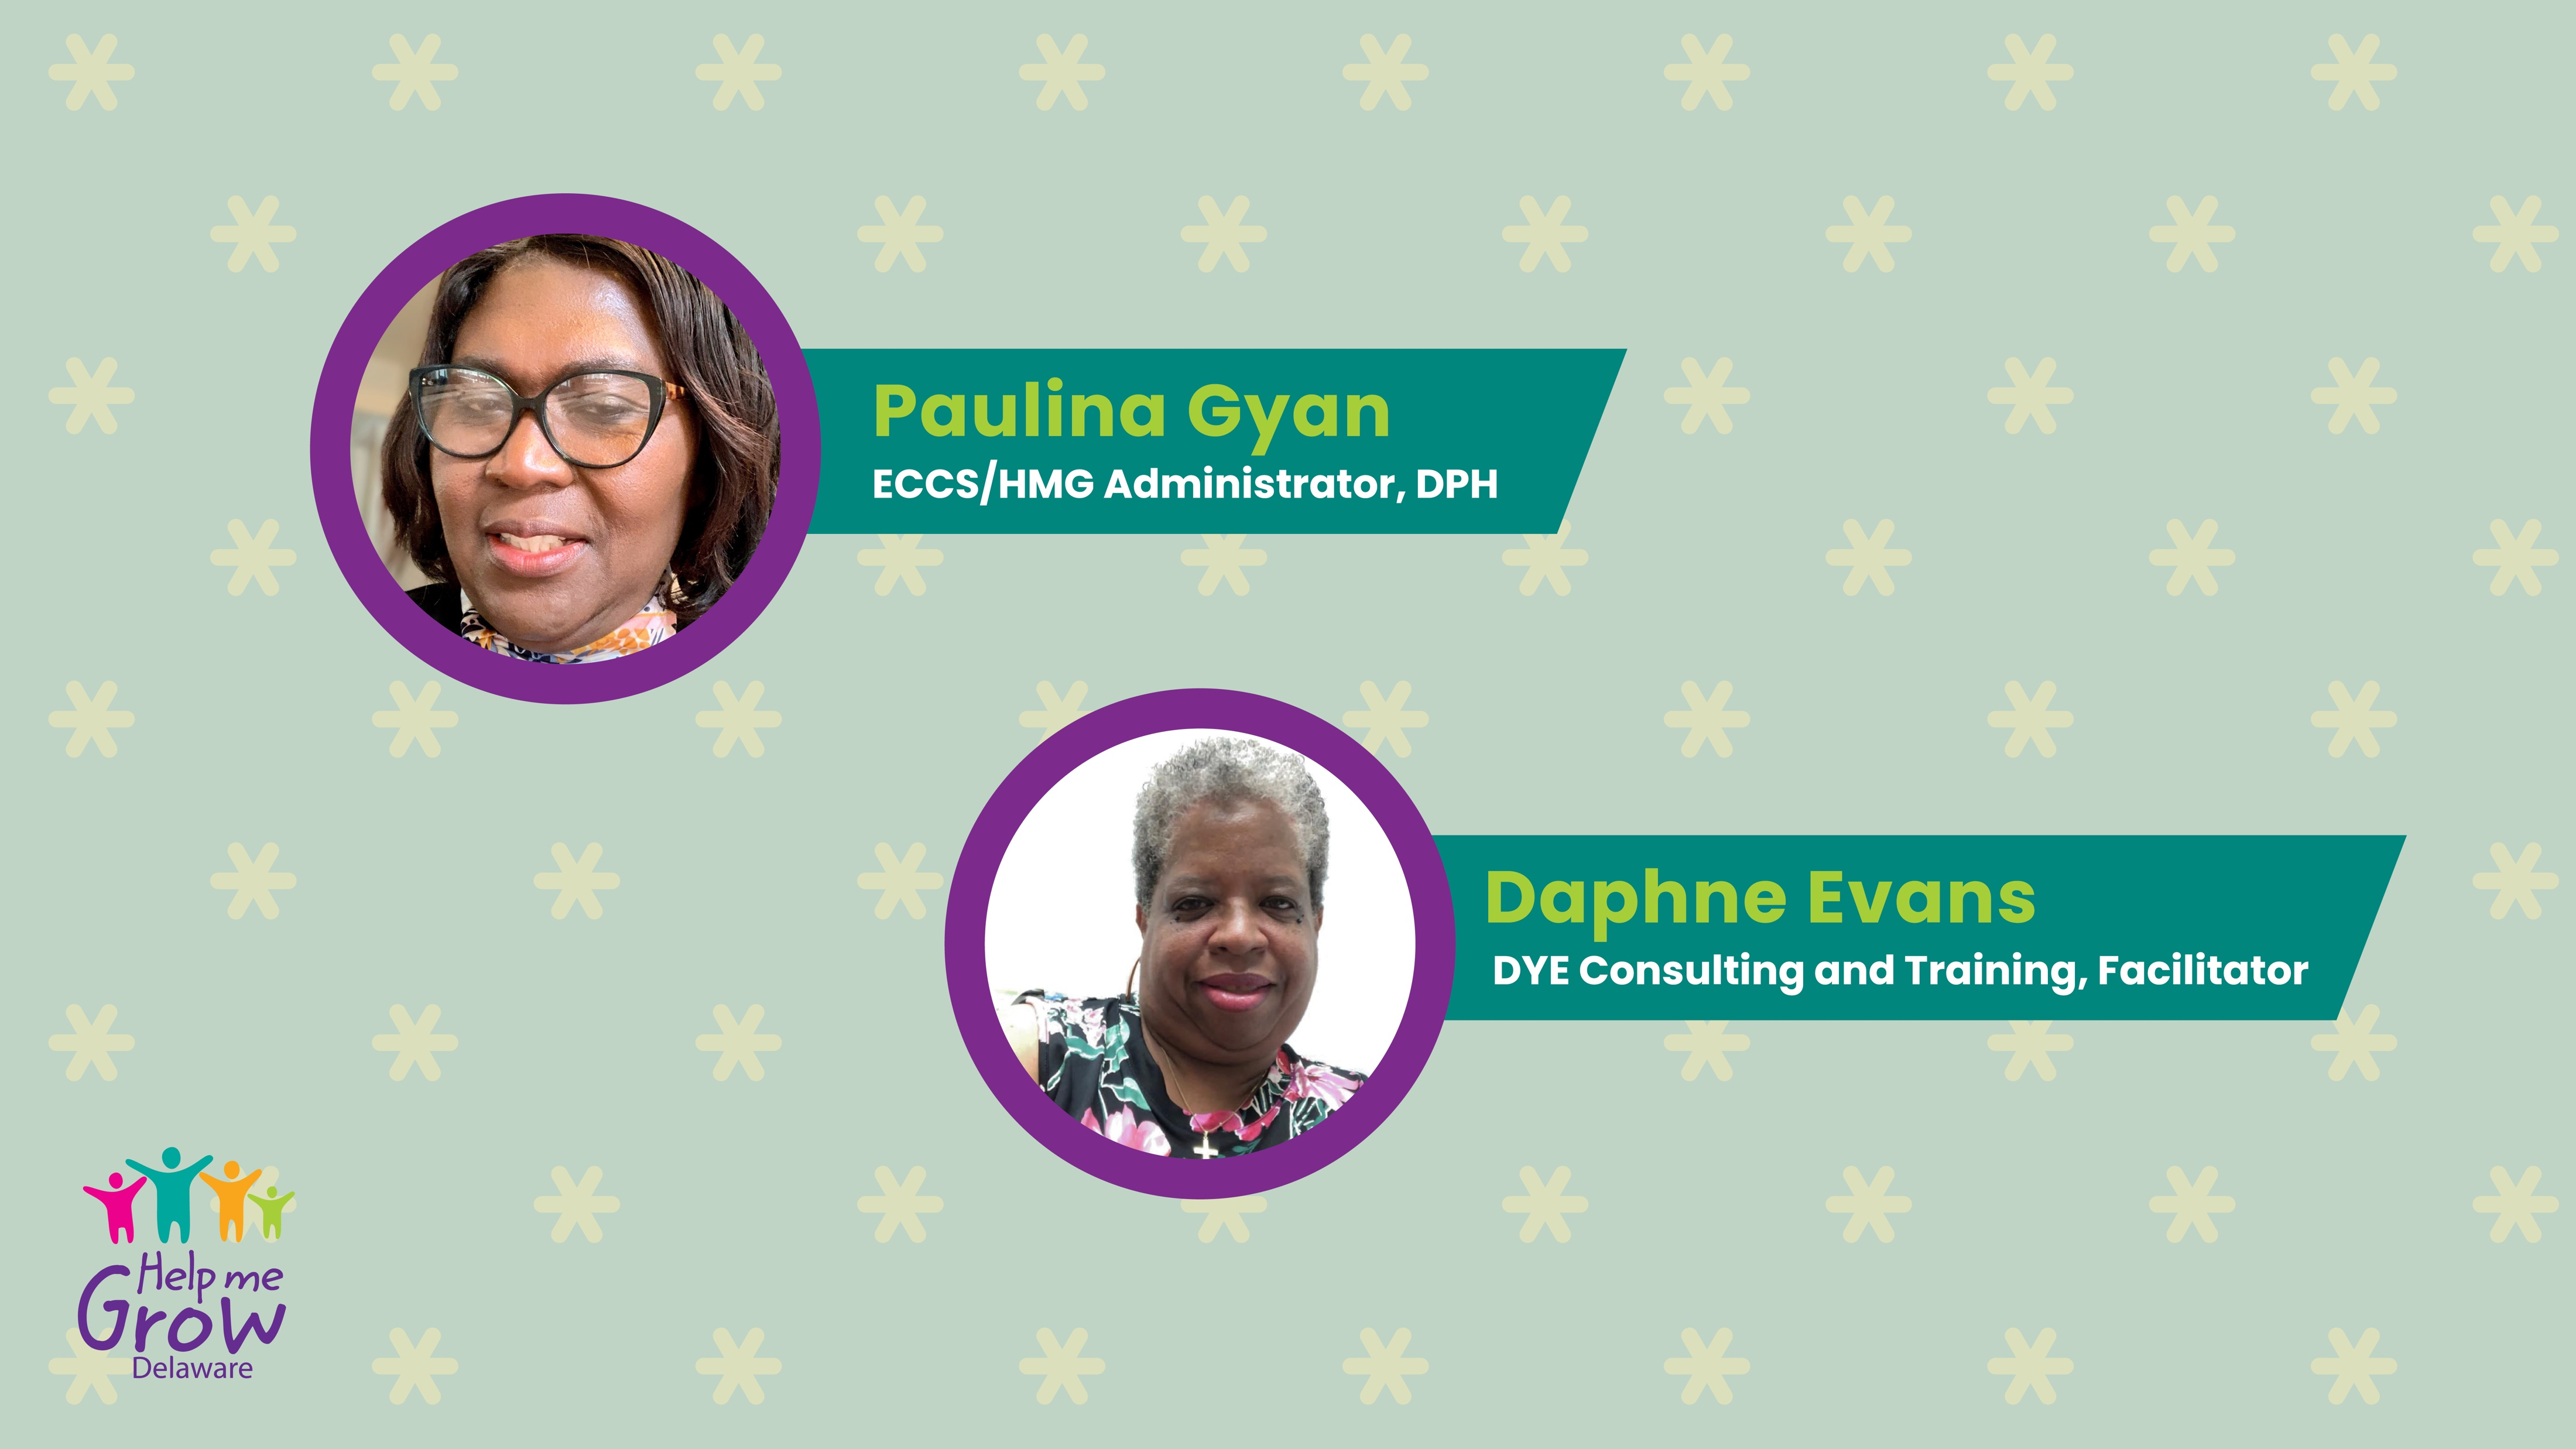 Paulina Gyan
ECCS/HMG Administrator, DPH
Daphne Evans
DYE Consulting and Training, Facilitator
Help me
Grow
Delaware